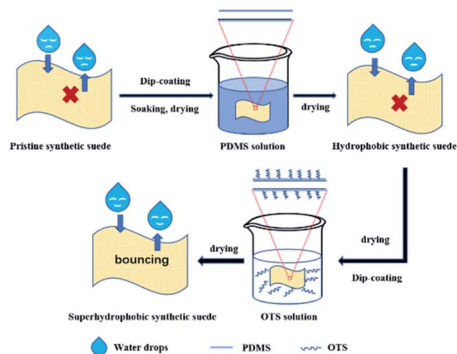 Dip-coating
Soaking, drying
drying
Pristine synthetic suede
PDMS solution
Hydrophobic synthetic suede
drying
Dip-coating
drying
bouncing
Superhydrophobic synthetic suede
OTS solution
Water drops
PDMS
OTS